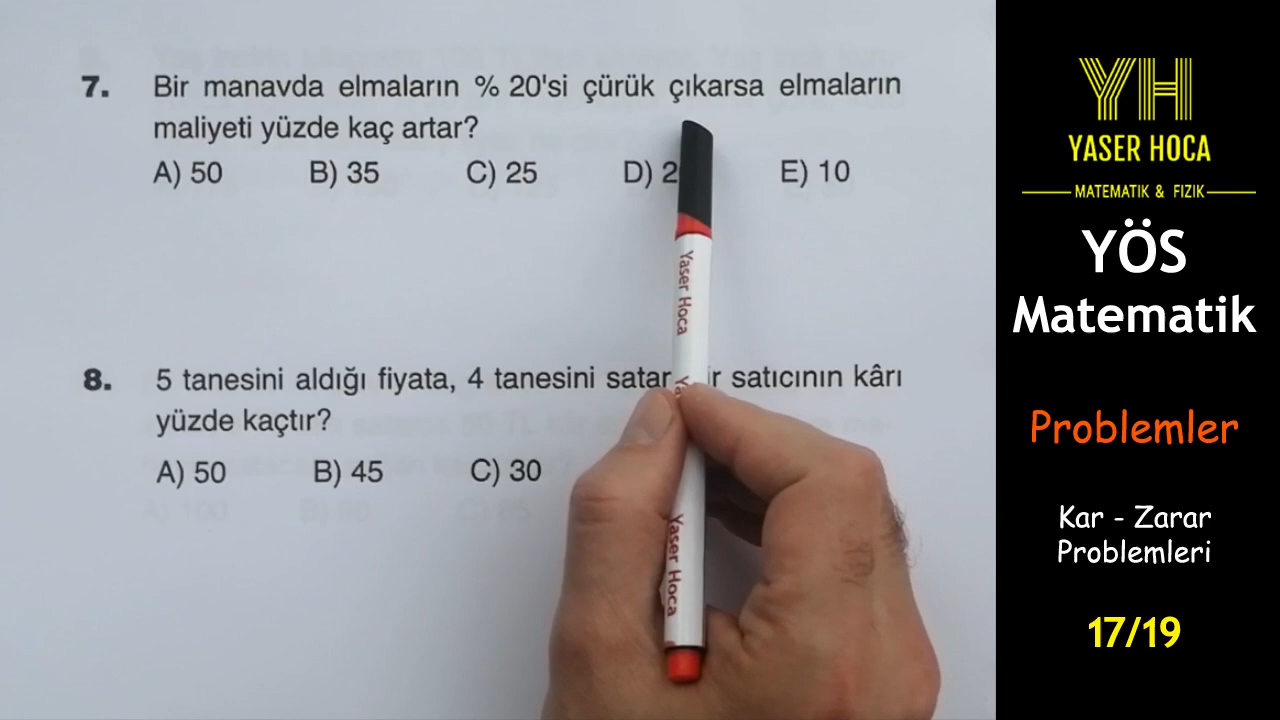 7. Bir manavda elmaların % 20'si çürük çıkarsa elmaların
maliyeti yüzde kaç artar?
A) 50 B) 35 C) 25 D) 2 E) 10
8. 5 tanesini aldığı fiyata, 4 tanesini satan satıcının kârı
yüzde kaçtır?
A) 50 B) 45 C) 30
Yaser Hoca
Yaser Hoca
YH
YASER HOCA
MATEMATIK & FIZIK
YÖS
Matematik
Problemler
Kar - Zarar
Problemleri
17/19